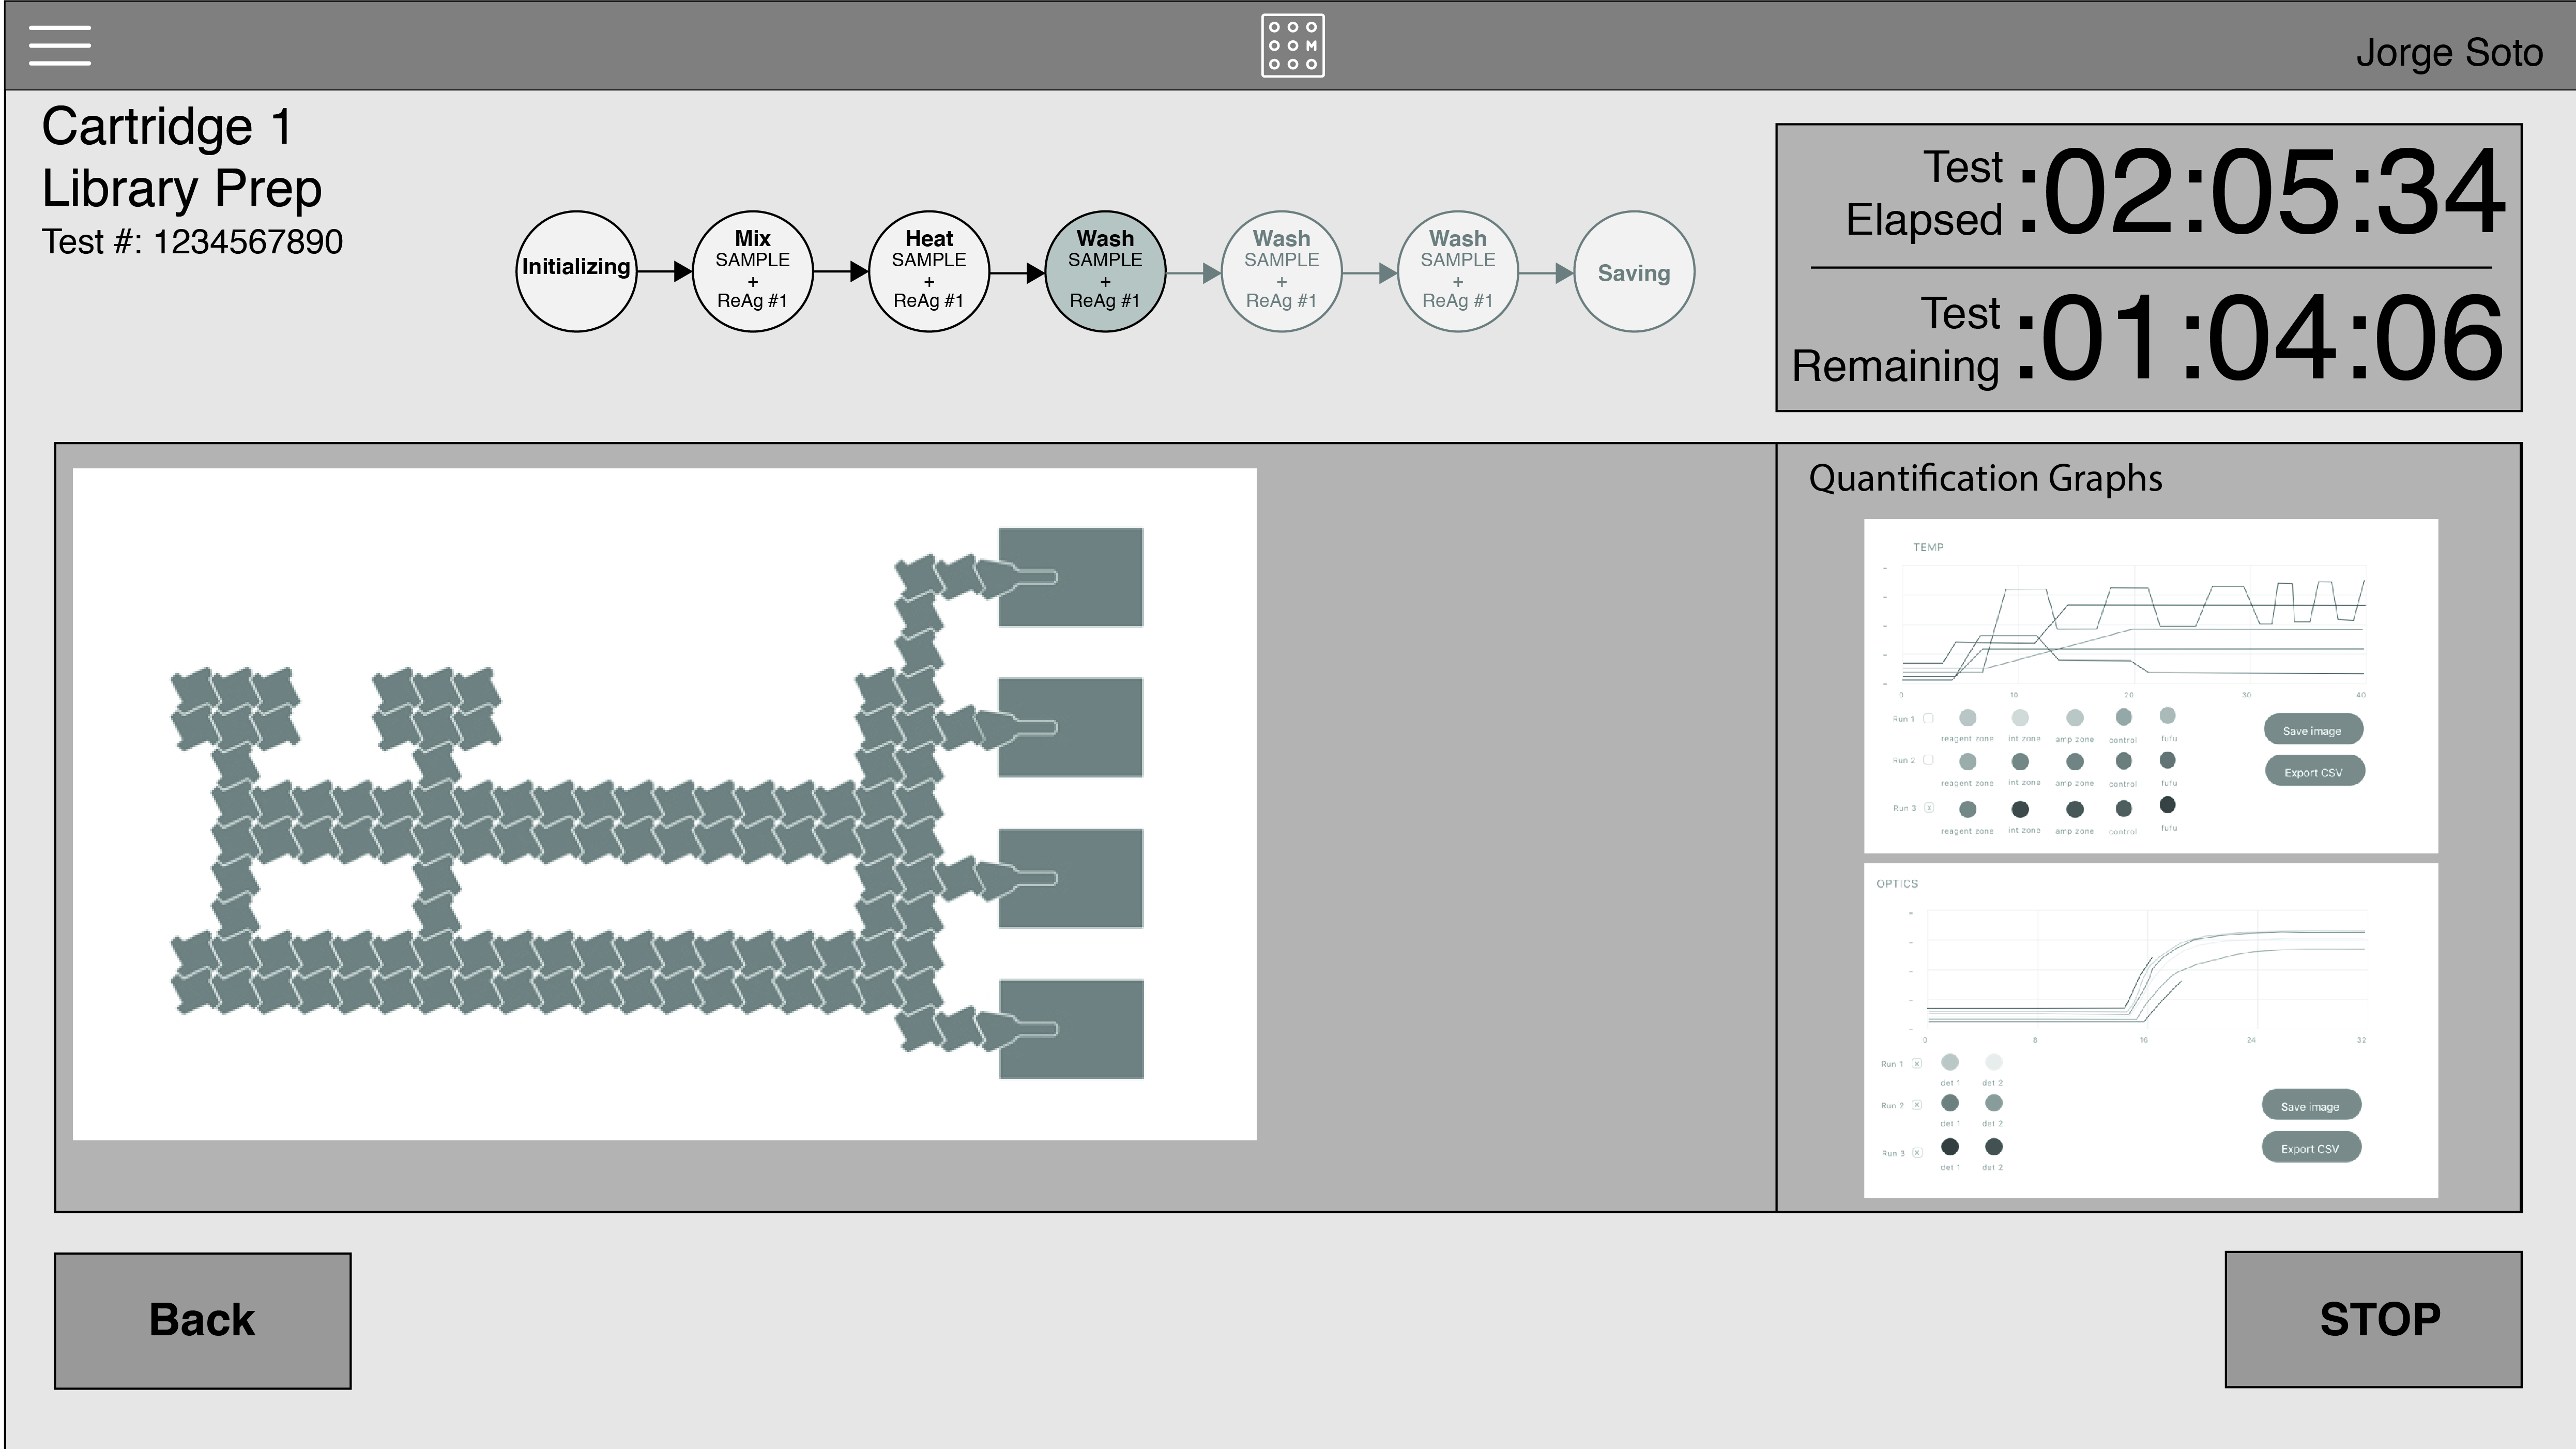 M
Jorge Soto
Cartridge 1
Library Prep
Test #: 1234567890
Initializing
Mix
SAMPLE
+
ReAg #1
Heat
SAMPLE
+
ReAg #1
Wash
SAMPLE
+
ReAg #1
Wash
SAMPLE
+
ReAg #1
Wash
SAMPLE
+
ReAg #1
Saving
Test
Elapsed
:02:05:34
Test
Remaining
:01:04:06
Quantification Graphs
TEMP
0 10 20 30 40
Run 1
reagent zone int zone amp zone control fufu
Run 2
reagent zone int zone amp zone control fufu
Run 3 x
reagent zone int zone amp zone control fufu
Save image
Export CSV
OPTICS
0 8 16 24 32
Run 1 x
det 1 det 2
Run 2 x
det 1 det 2
Run 3 x
det 1 det 2
Save image
Export CSV
Back
STOP